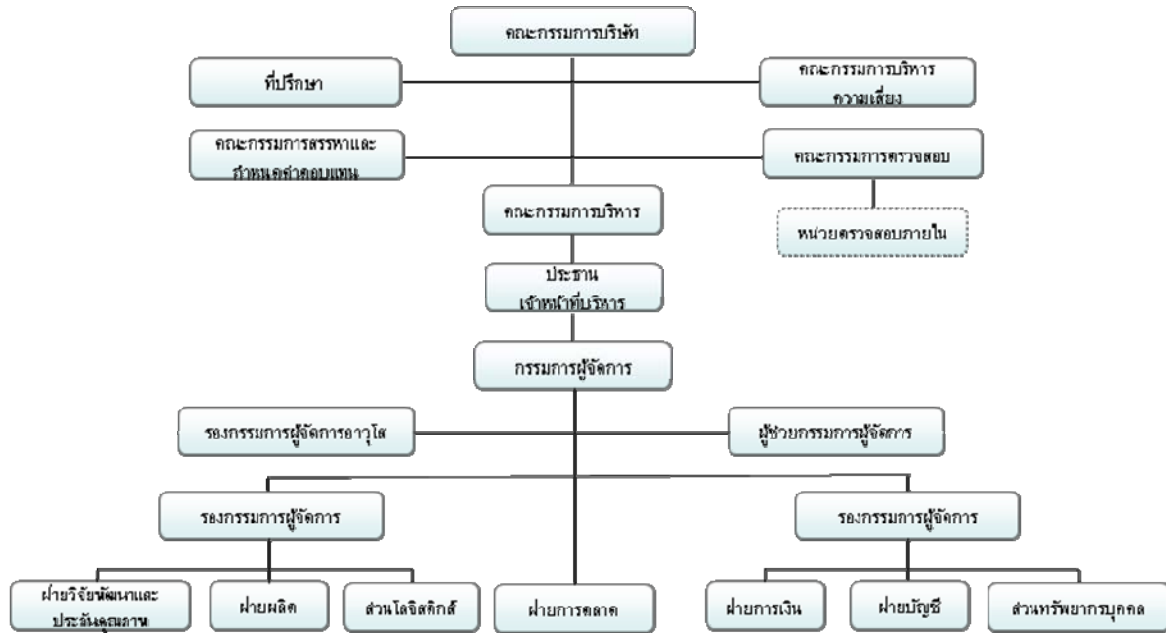 คณะกรรมการบริษัท
ที่ปรึกษา
คณะกรรมการบริหาร
ความเสี่ยง
คณะกรรมการสรรหาและ
กำหนดค่าตอบแทน
คณะกรรมการตรวจสอบ
คณะกรรมการบริหาร
หน่วยตรวจสอบภายใน
ประธาน
เจ้าหน้าที่บริหาร
กรรมการผู้จัดการ
รองกรรมการผู้จัดการอาวุโส
ผู้ช่วยกรรมการผู้จัดการ
รองกรรมการผู้จัดการ
รองกรรมการผู้จัดการ
ฝ่ายวิจัยพัฒนาและ
ประกันคุณภาพ
ฝ่ายผลิต
ส่วนโลจิสติกส์
ฝ่ายการตลาด
ฝ่ายการเงิน
ฝ่ายบัญชี
ส่วนทรัพยากรบุคคล